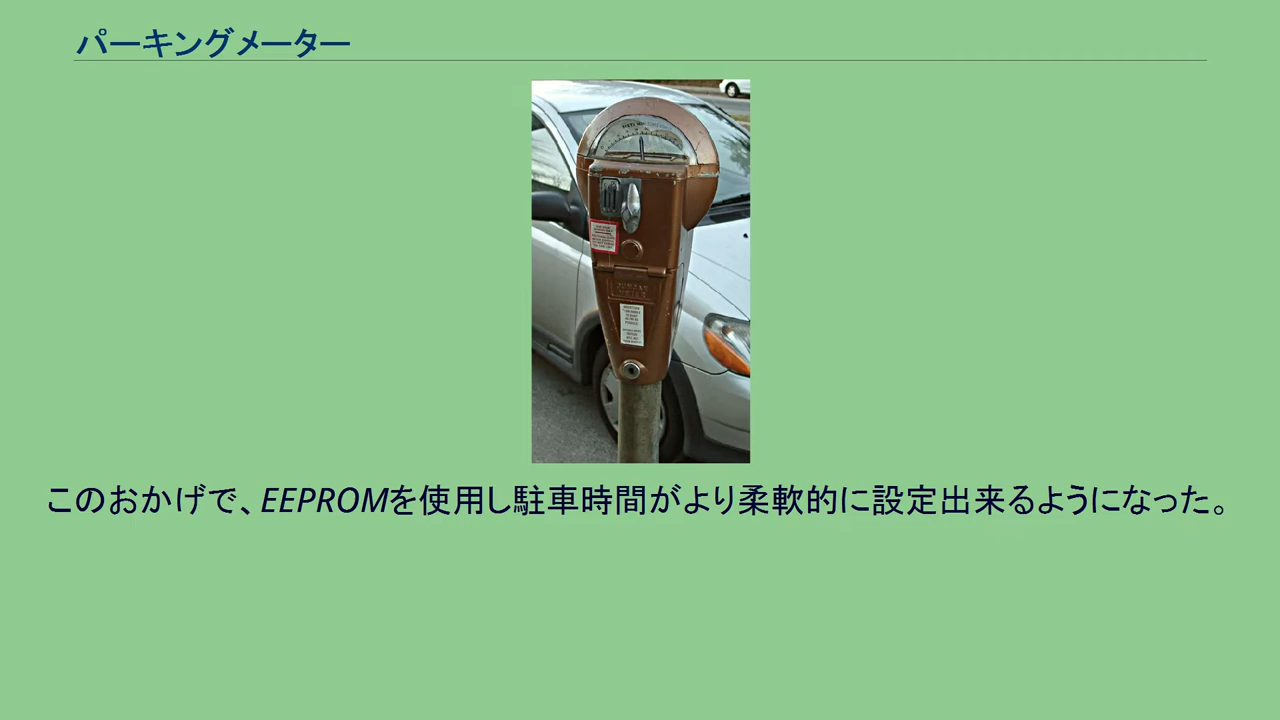 パーキングメーター
このおかげで、EEPROMを使用し駐車時間がより柔軟的に設定出来るようになった。